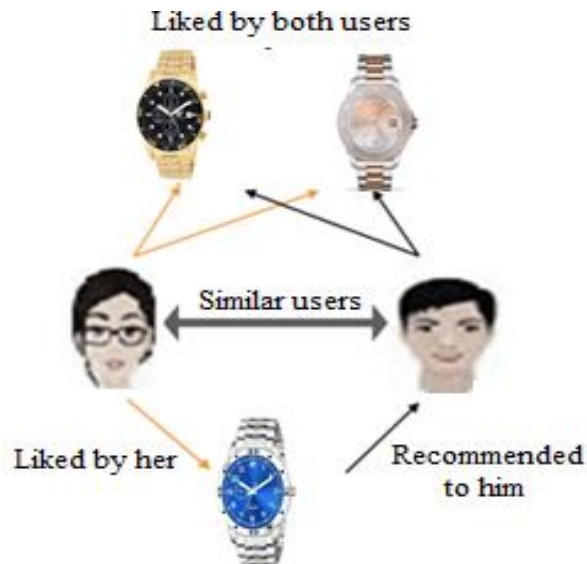 Liked by both users
Similar users
Liked by her
Recommended
to him